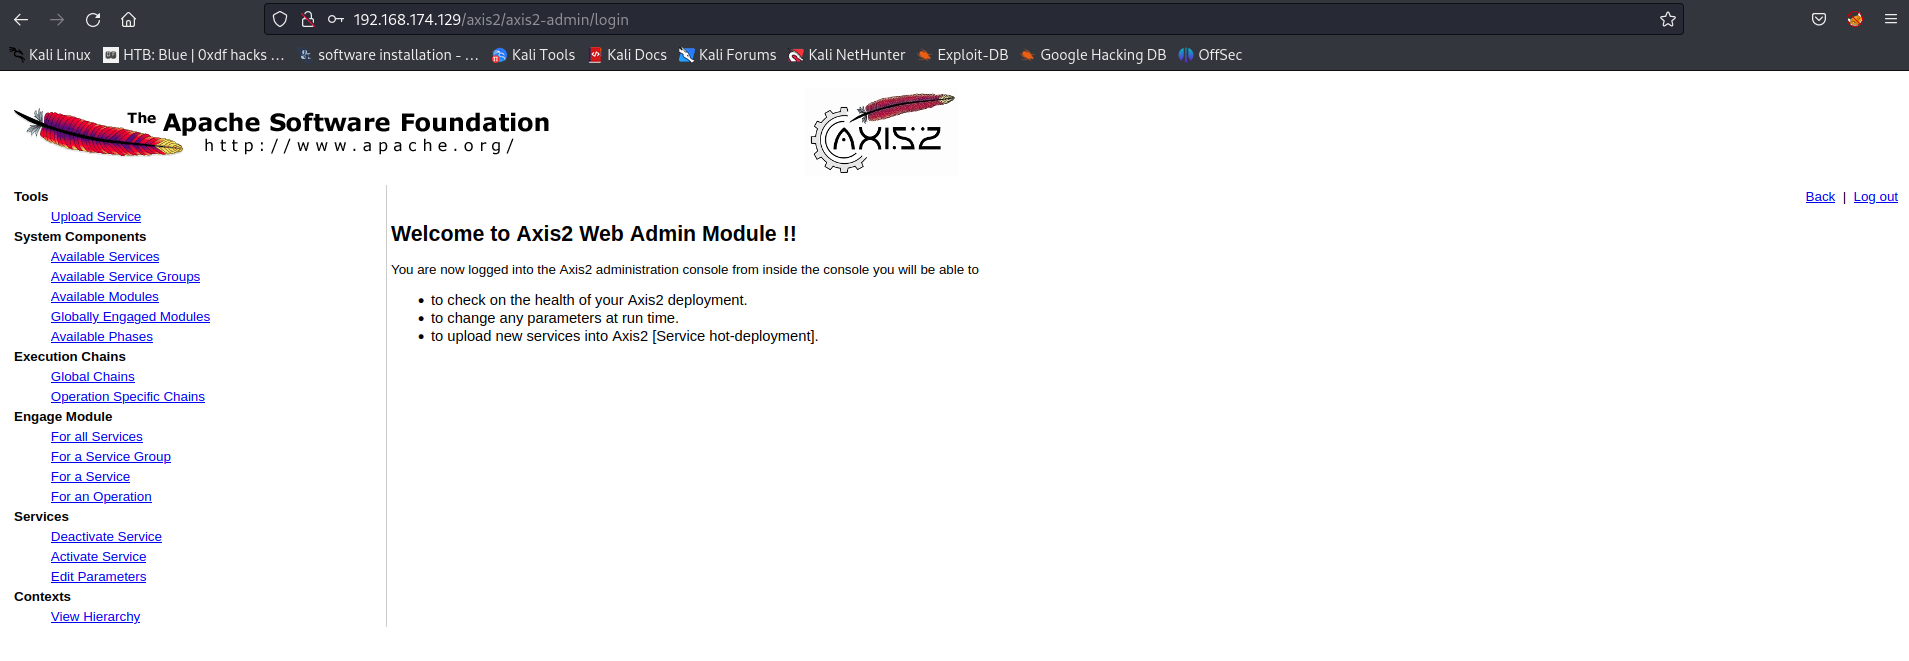 192.168.174.129/axis2/axis2-admin/login
Kali Linux HTB: Blue | 0xdf hacks … software installation - … Kali Tools Kali Docs Kali Forums Kali NetHunter Exploit-DB Google Hacking DB OffSec
The Apache Software Foundation
http://www.apache.org/
AXIS2
Back | Log out
Tools
Upload Service
System Components
Available Services
Available Service Groups
Available Modules
Globally Engaged Modules
Available Phases
Execution Chains
Global Chains
Operation Specific Chains
Engage Module
For all Services
For a Service Group
For a Service
For an Operation
Services
Deactivate Service
Activate Service
Edit Parameters
Contexts
View Hierarchy
Welcome to Axis2 Web Admin Module !!
You are now logged into the Axis2 administration console from inside the console you will be able to
• to check on the health of your Axis2 deployment.
• to change any parameters at run time.
• to upload new services into Axis2 [Service hot-deployment].